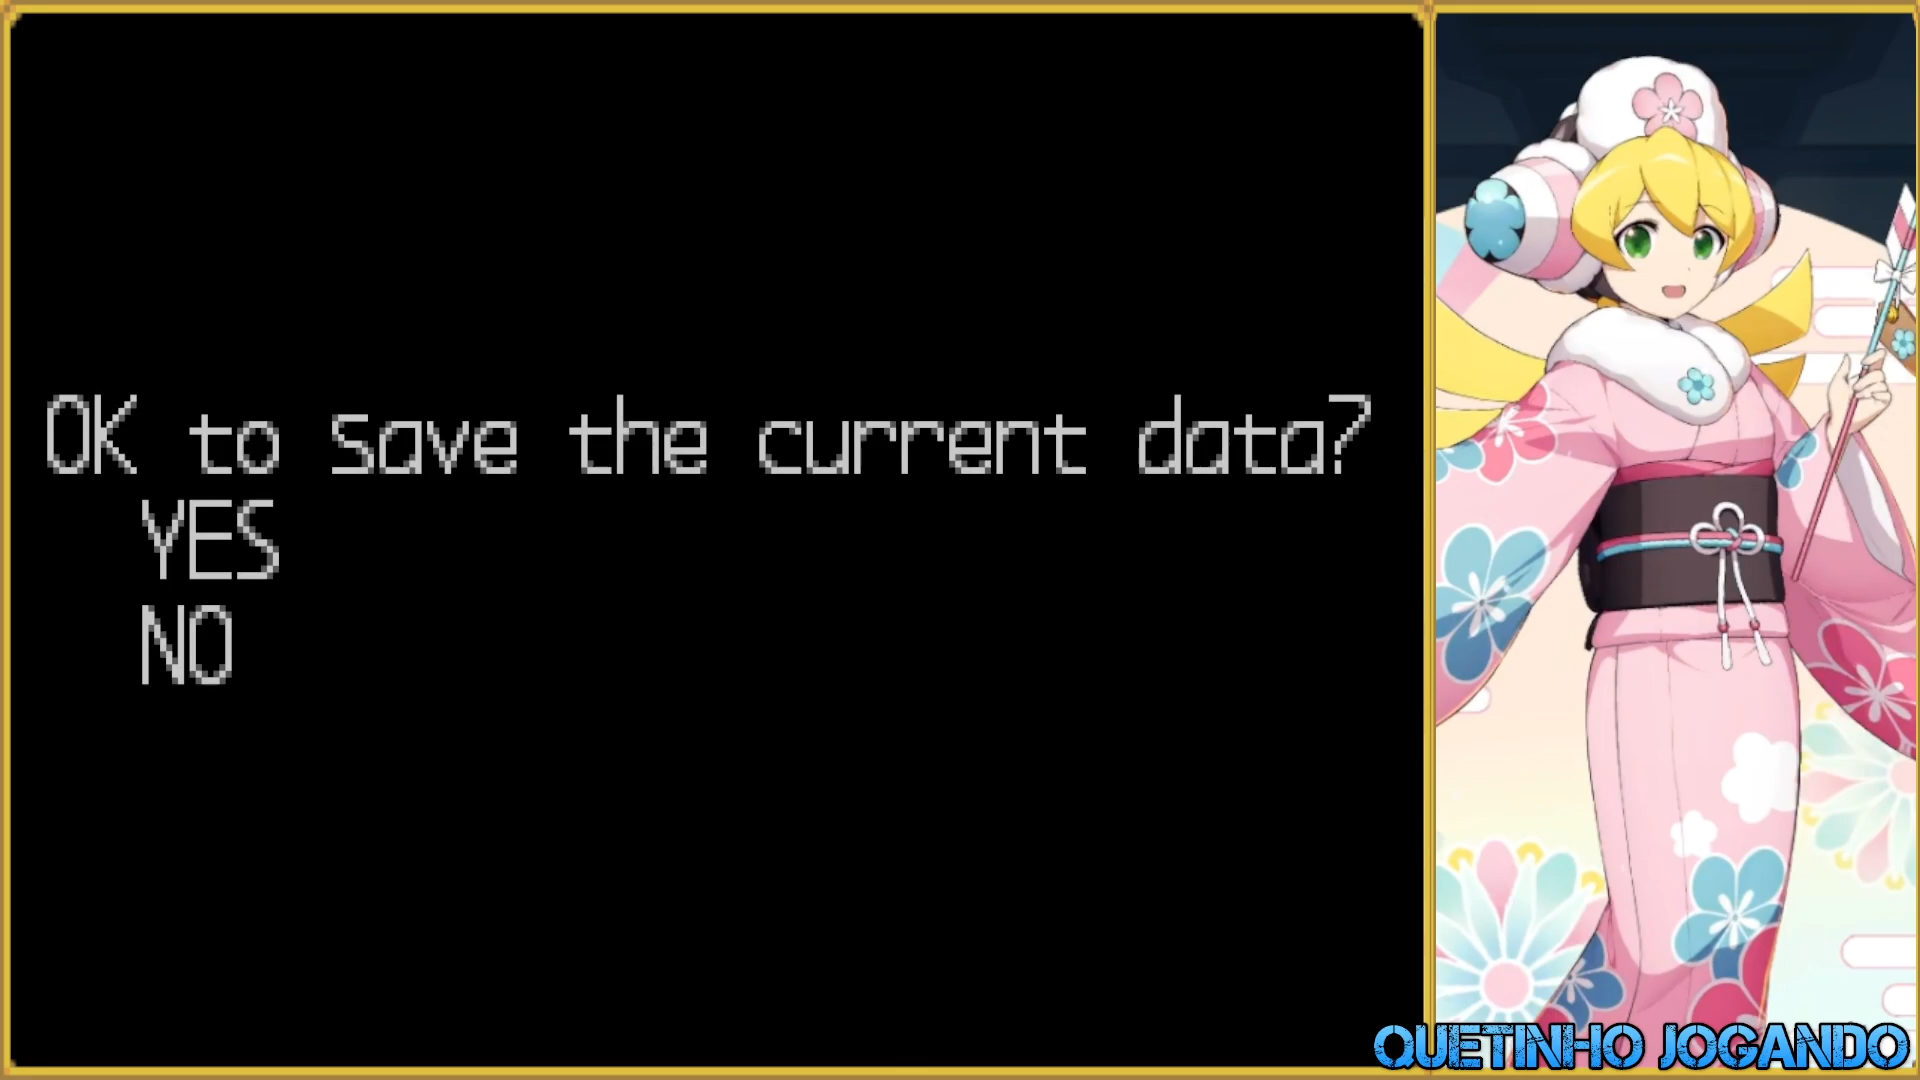 OK to save the current data?
YES
NO
QUETINHO JOGANDO